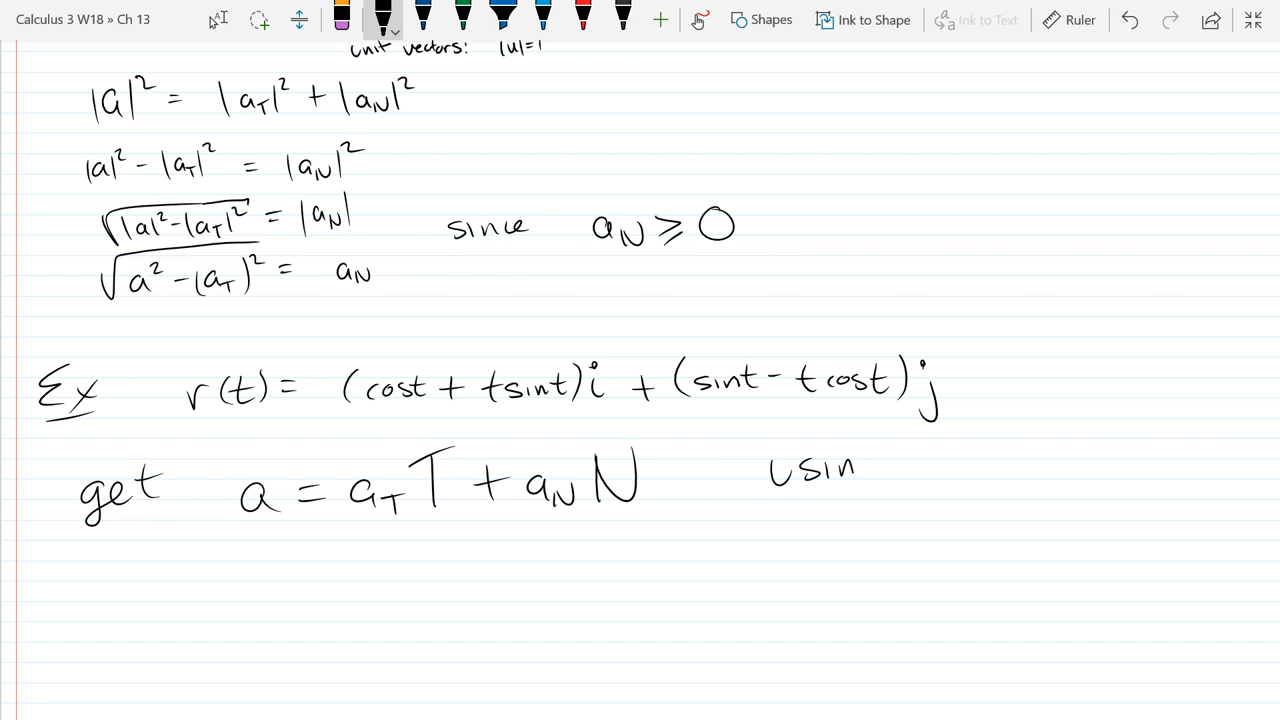 Calculus 3 W18 » Ch 13 Shapes Ink to Shape Ink to Text Ruler
unit vectors: |u|=1
|a|² = |a_T|² + |a_N|²
|a|² - |a_T|² = |a_N|²
√(|a|² - |a_T|²) = |a_N| since a_N ≥ 0
√(a² - (a_T)²) = a_N
Ex r(t) = (cost + tsint)i + (sint - tcost)j
get a = a_T T + a_N N usin